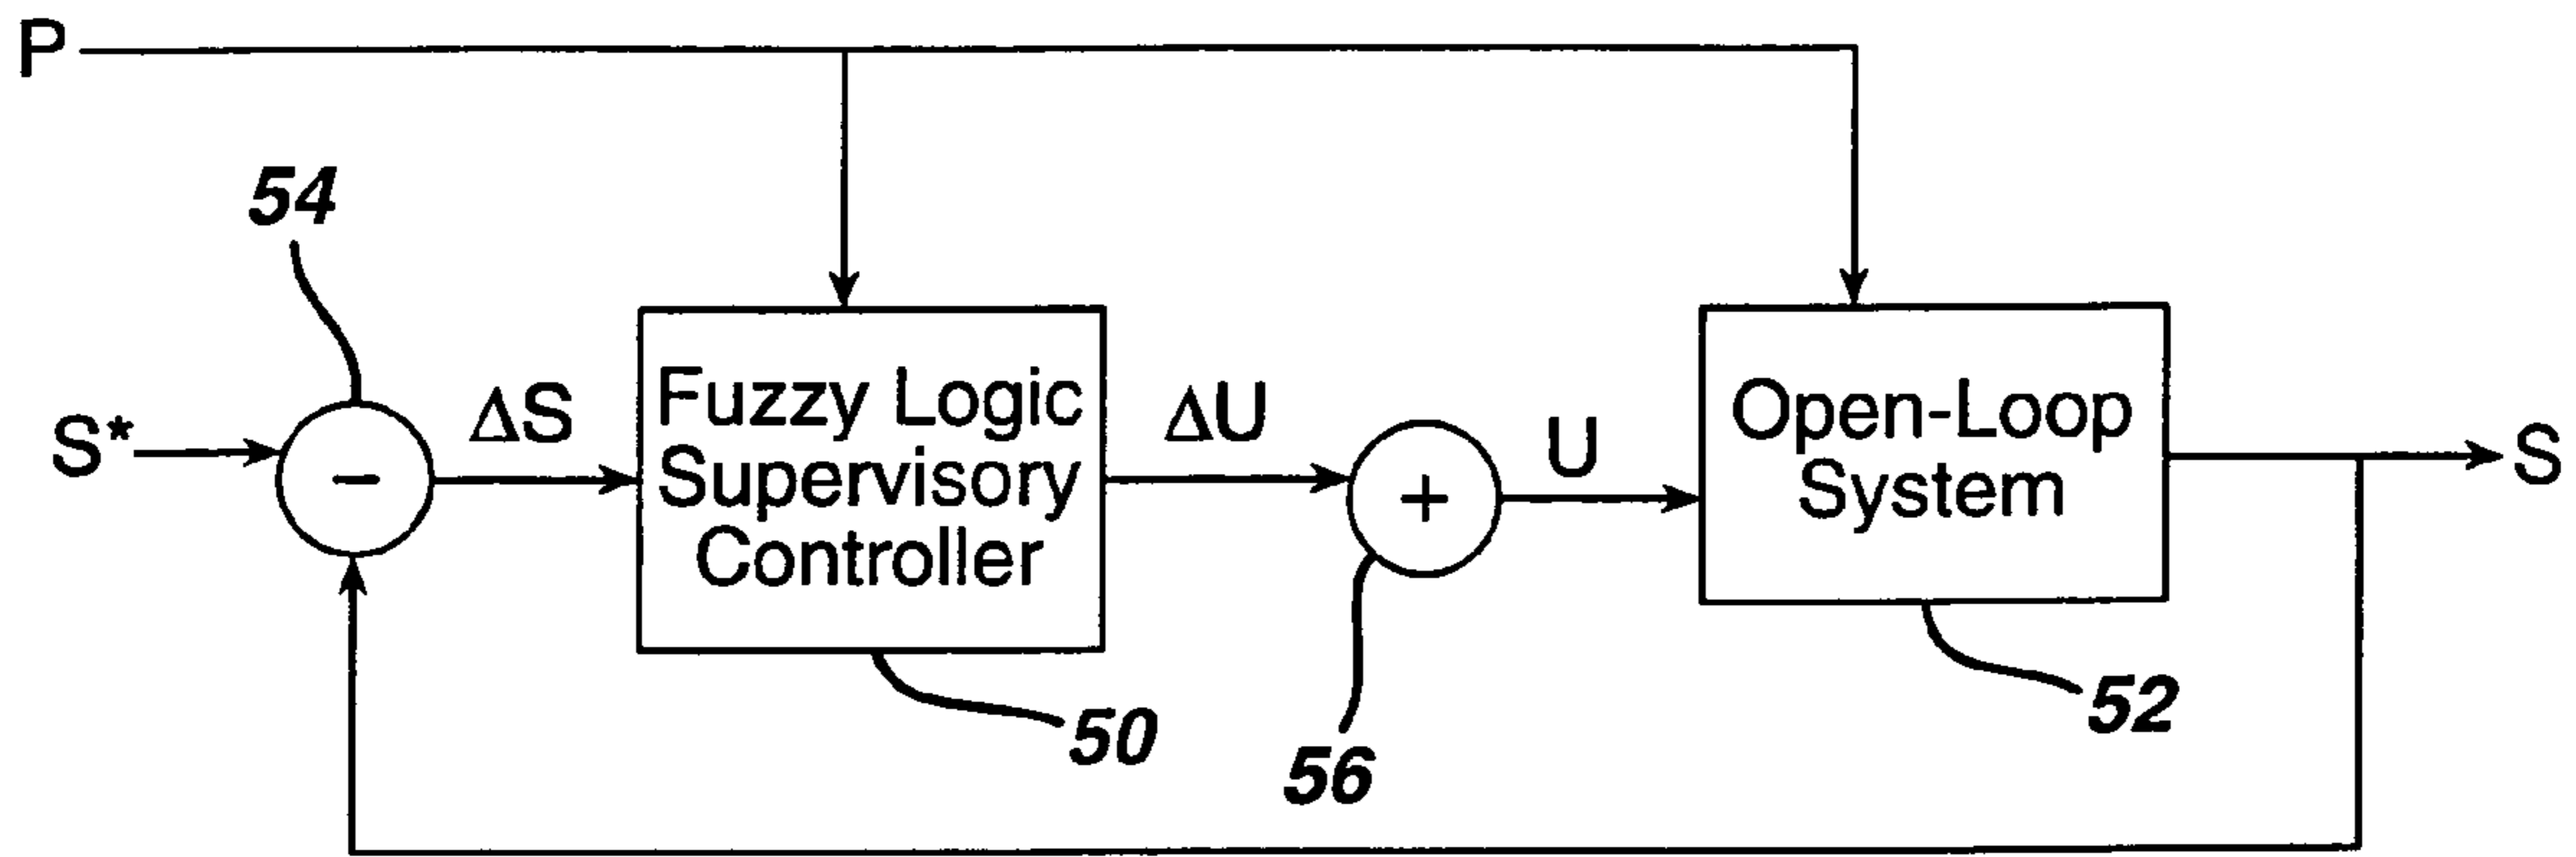 P
54
S*
−
ΔS
Fuzzy Logic
Supervisory
Controller
50
ΔU
+
56
U
Open-Loop
System
52
S